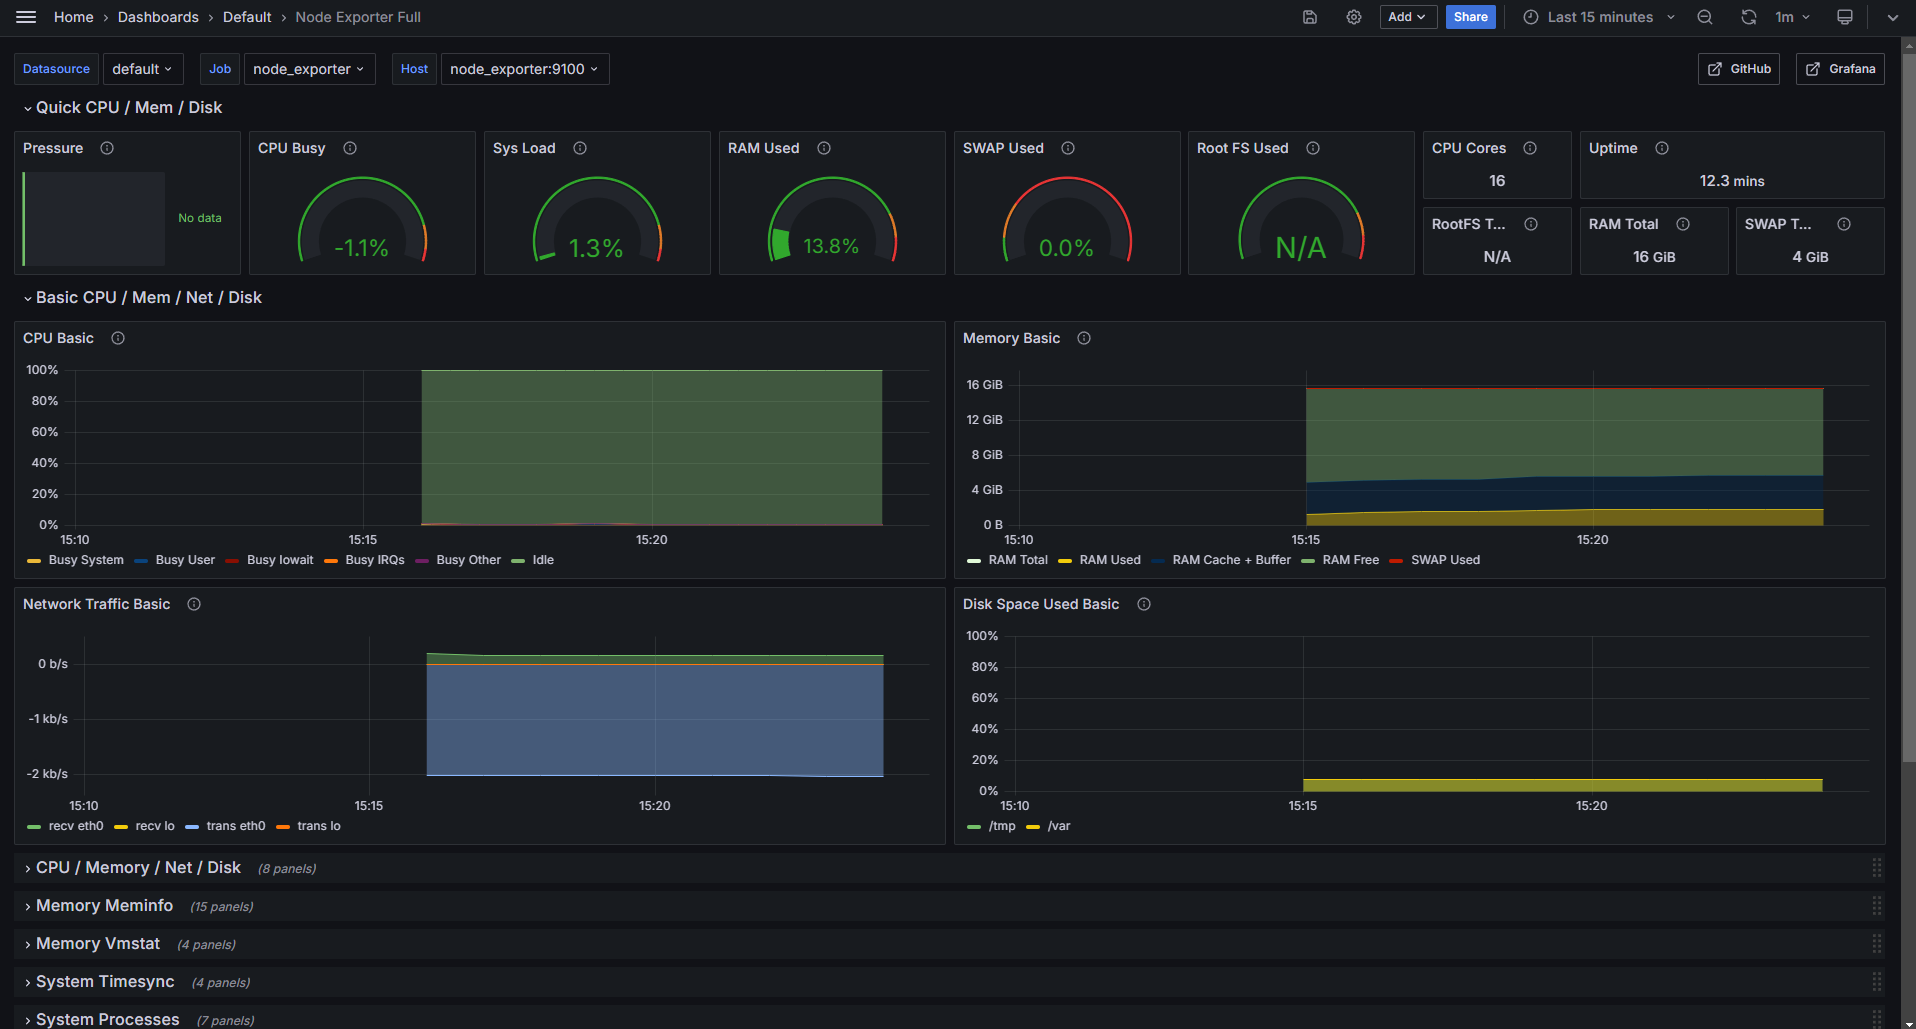 Home › Dashboards › Default › Node Exporter Full
Add
Share
Last 15 minutes
1m
Datasource default
Job node_exporter
Host node_exporter:9100
GitHub
Grafana
Quick CPU / Mem / Disk
Pressure
No data
CPU Busy
-1.1%
Sys Load
1.3%
RAM Used
13.8%
SWAP Used
0.0%
Root FS Used
N/A
CPU Cores
16
Uptime
12.3 mins
RootFS T...
N/A
RAM Total
16 GiB
SWAP T...
4 GiB
Basic CPU / Mem / Net / Disk
CPU Basic
100%
80%
60%
40%
20%
0%
15:10 15:15 15:20
Busy System Busy User Busy Iowait Busy IRQs Busy Other Idle
Memory Basic
16 GiB
12 GiB
8 GiB
4 GiB
0 B
15:10 15:15 15:20
RAM Total RAM Used RAM Cache + Buffer RAM Free SWAP Used
Network Traffic Basic
0 b/s
-1 kb/s
-2 kb/s
15:10 15:15 15:20
recv eth0 recv lo trans eth0 trans lo
Disk Space Used Basic
100%
80%
60%
40%
20%
0%
15:10 15:15 15:20
/tmp /var
CPU / Memory / Net / Disk (8 panels)
Memory Meminfo (15 panels)
Memory Vmstat (4 panels)
System Timesync (4 panels)
System Processes (7 panels)